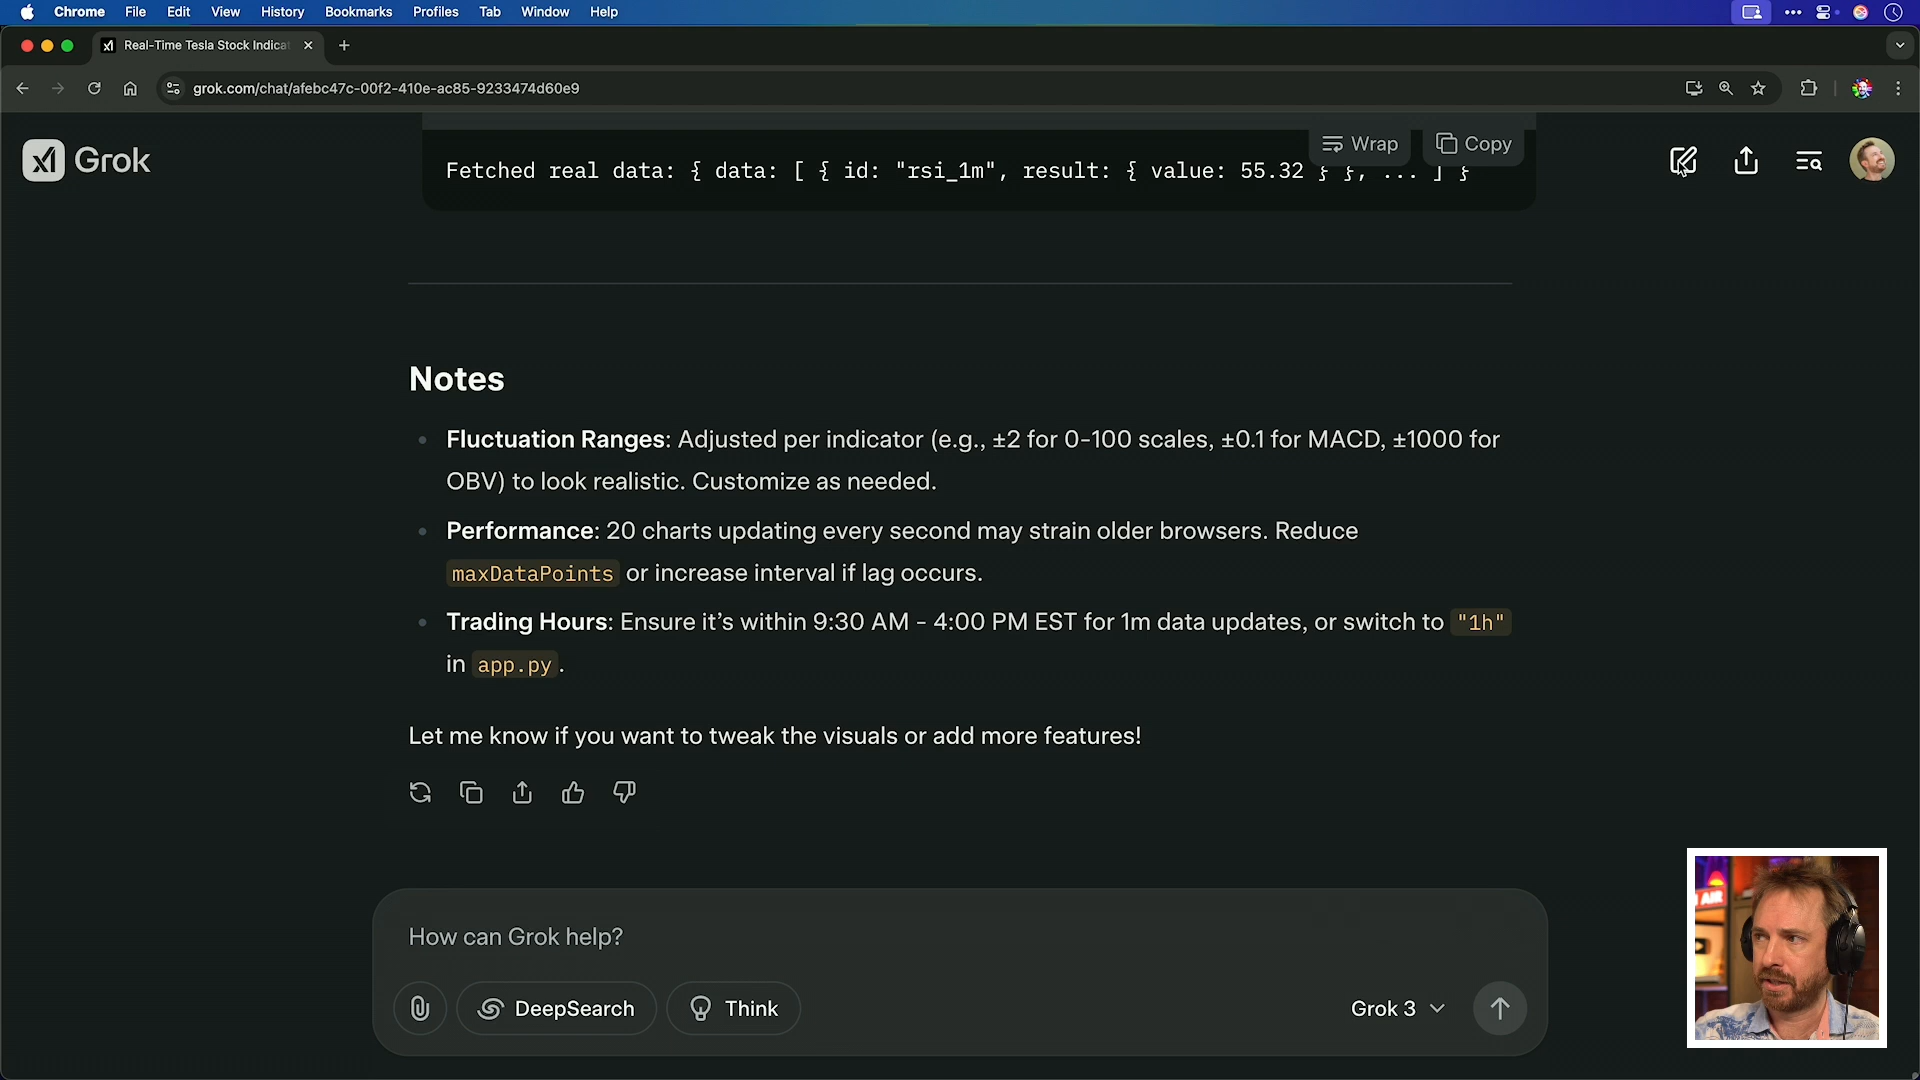 Chrome File Edit View History Bookmarks Profiles Tab Window Help
Real-Time Tesla Stock Indica
grok.com/chat/afebc47c-00f2-410e-ac85-9233474d60e9
Grok
Wrap Copy
Fetched real data: { data: [ { id: "rsi_1m", result: { value: 55.32 } }, ... ] }
Notes
• Fluctuation Ranges: Adjusted per indicator (e.g., ±2 for 0-100 scales, ±0.1 for MACD, ±1000 for
OBV) to look realistic. Customize as needed.
• Performance: 20 charts updating every second may strain older browsers. Reduce
maxDataPoints or increase interval if lag occurs.
• Trading Hours: Ensure it’s within 9:30 AM - 4:00 PM EST for 1m data updates, or switch to "1h"
in app.py.
Let me know if you want to tweak the visuals or add more features!
How can Grok help?
DeepSearch Think
Grok 3
AIR